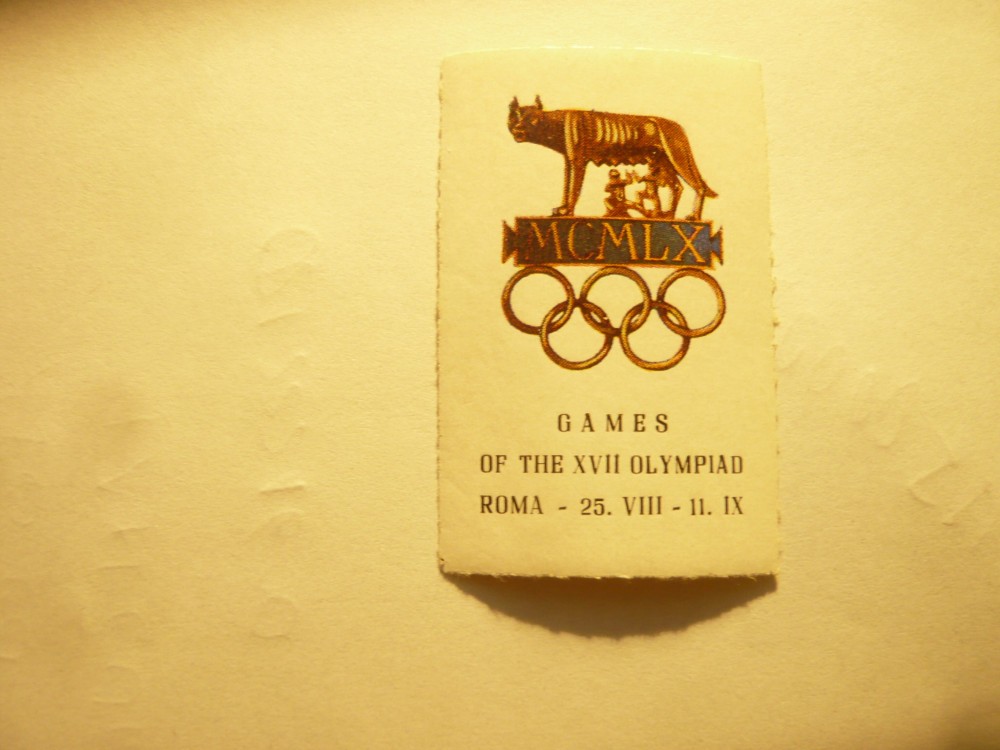 MCMLX
GAMES
OF THE XVII OLYMPIAD
ROMA - 25. VIII - 11. IX